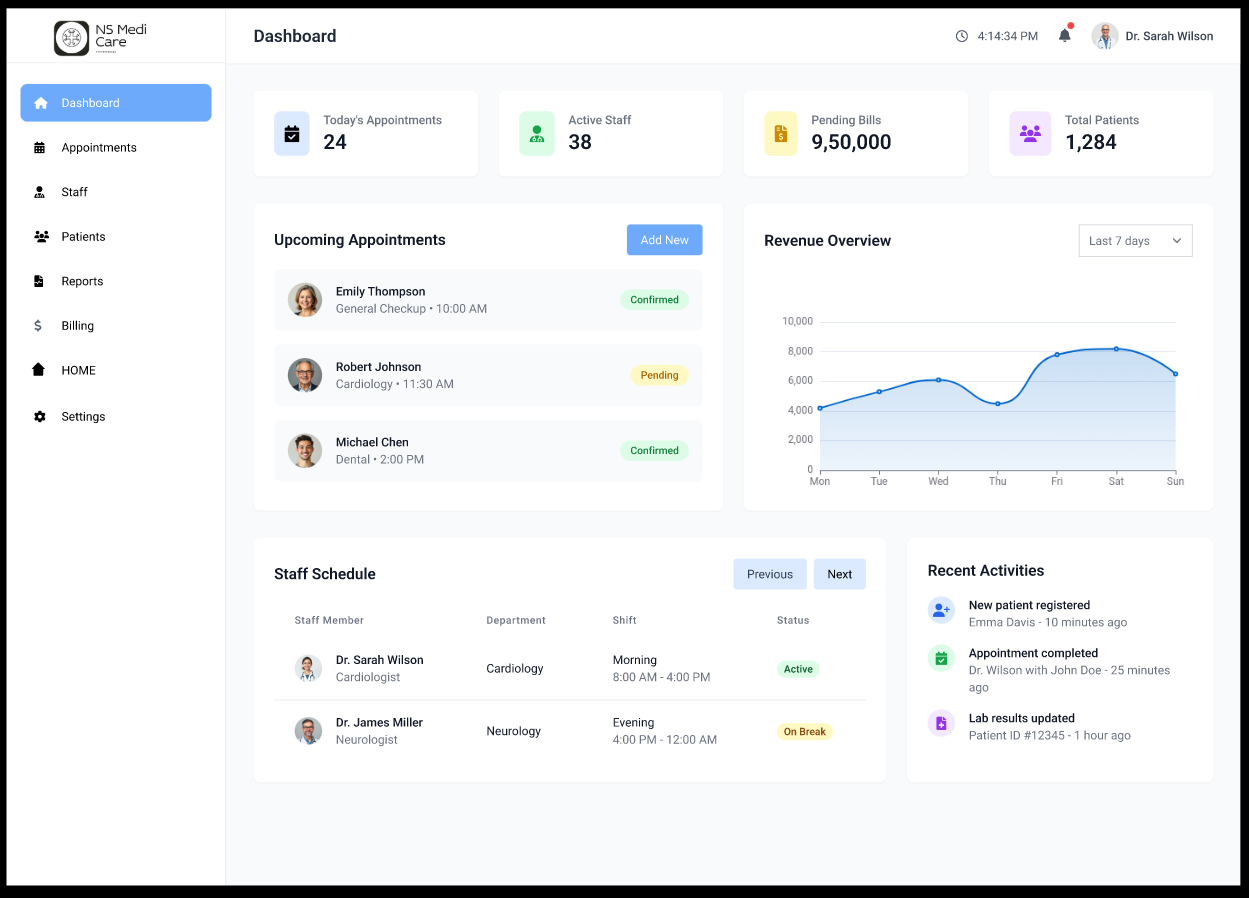 NS Medi
Care
Dashboard
4:14:34 PM
Dr. Sarah Wilson
Dashboard
Appointments
Staff
Patients
Reports
Billing
HOME
Settings
Today's Appointments
24
Active Staff
38
Pending Bills
9,50,000
Total Patients
1,284
Upcoming Appointments
Add New
Emily Thompson
General Checkup • 10:00 AM
Confirmed
Robert Johnson
Cardiology • 11:30 AM
Pending
Michael Chen
Dental • 2:00 PM
Confirmed
Revenue Overview
Last 7 days
10,000
8,000
6,000
4,000
2,000
0
Mon Tue Wed Thu Fri Sat Sun
Staff Schedule
Previous
Next
Staff Member Department Shift Status
Dr. Sarah Wilson
Cardiologist
Cardiology
Morning
8:00 AM - 4:00 PM
Active
Dr. James Miller
Neurologist
Neurology
Evening
4:00 PM - 12:00 AM
On Break
Recent Activities
New patient registered
Emma Davis - 10 minutes ago
Appointment completed
Dr. Wilson with John Doe - 25 minutes
ago
Lab results updated
Patient ID #12345 - 1 hour ago